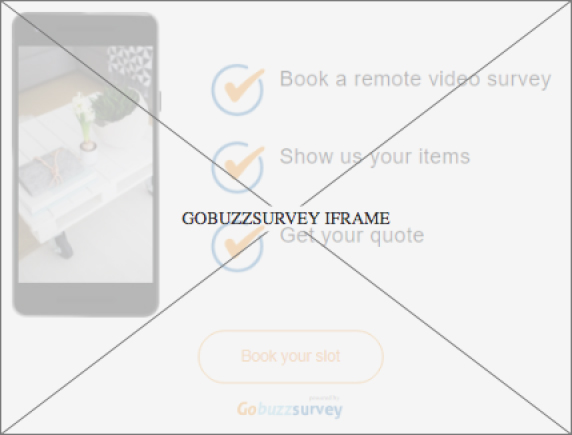 Book a remote video survey
Show us your items
GOBUZZSURVEY IFRAME
Get your quote
Book your slot
powered by
Gobuzzsurvey